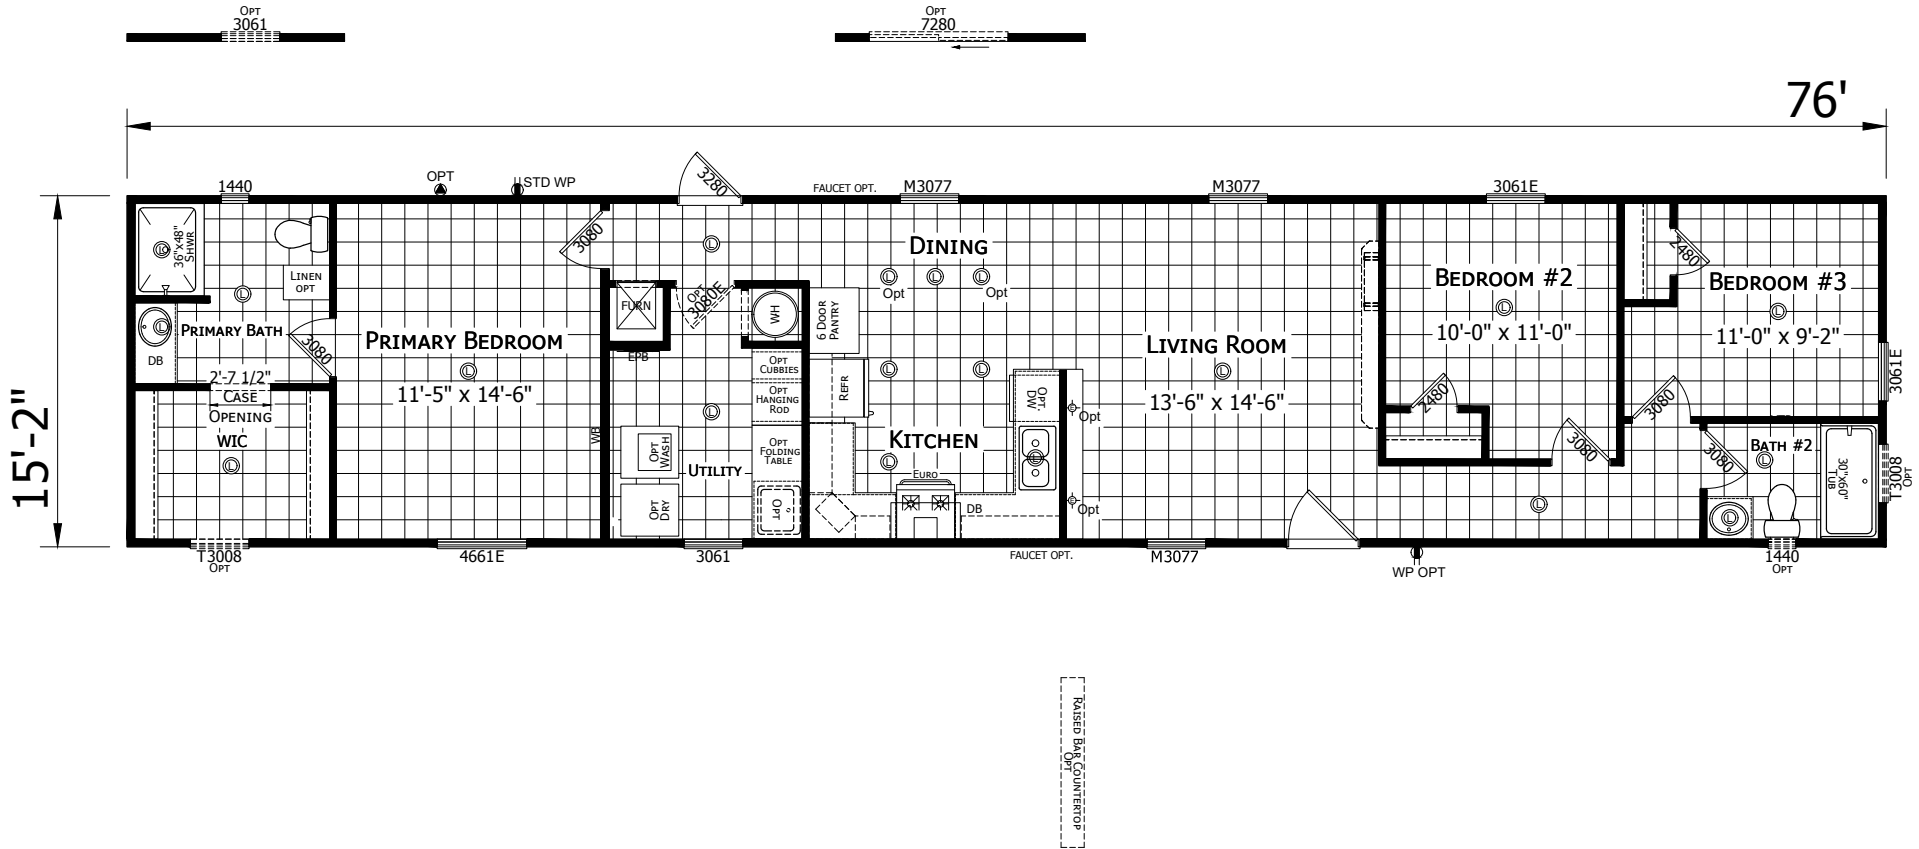 OPT
3061
OPT
7280
76'
15'-2"
1440
OPT
STD WP
3280
FAUCET OPT.
M3077
M3077
3061E
36"x48"
SHWR
LINEN
OPT
PRIMARY BATH
DB
3080
2'-7 1/2"
CASE
OPENING
WIC
T3008
OPT
PRIMARY BEDROOM
11'-5" x 14'-6"
3080
4661E
WB
FURN
EPB
OPT
3080E
WH
OPT
CUBBIES
OPT
HANGING
ROD
OPT
FOLDING
TABLE
OPT
WASH
OPT
DRY
UTILITY
OPT
3061
DINING
Opt
Opt
6 DOOR
PANTRY
REFR
KITCHEN
EURO
DB
OPT.
DW
Opt
Opt
FAUCET OPT.
LIVING ROOM
13'-6" x 14'-6"
M3077
BEDROOM #2
10'-0" x 11'-0"
2480
3080
WP OPT
2480
BEDROOM #3
11'-0" x 9'-2"
3061E
3080
3080
BATH #2
30"x60"
TUB
T3008
OPT
1440
OPT
RAISED BAR COUNTERTOP
OPT